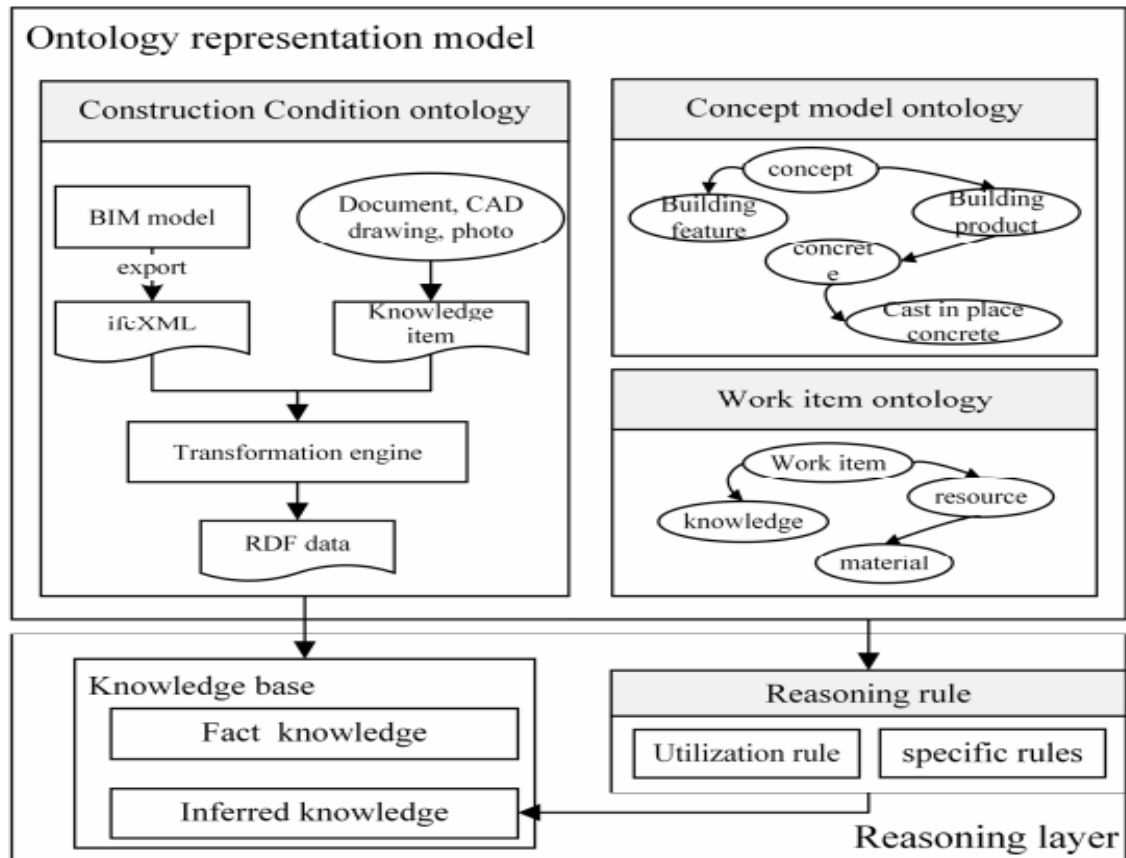 Ontology representation model
Construction Condition ontology
BIM model
export
ifcXML
Document, CAD
drawing, photo
Knowledge
item
Transformation engine
RDF data
Concept model ontology
concept
Building
feature
Building
product
concret
e
Cast in place
concrete
Work item ontology
Work item
knowledge
resource
material
Knowledge base
Fact knowledge
Inferred knowledge
Reasoning rule
Utilization rule
specific rules
Reasoning layer